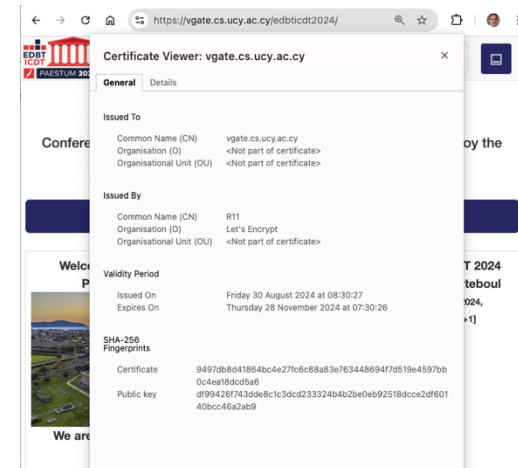 https://vgate.cs.ucy.ac.cy/edbticdt2024/
EDBT
ICDT
PAESTUM 202
Certificate Viewer: vgate.cs.ucy.ac.cy
General Details
Issued To
Confere
oy the
Common Name (CN) vgate.cs.ucy.ac.cy
Organisation (O) <Not part of certificate>
Organisational Unit (OU) <Not part of certificate>
Issued By
Common Name (CN) R11
Organisation (O) Let's Encrypt
Organisational Unit (OU) <Not part of certificate>
Welco
T 2024
P
teboul
Validity Period
Issued On Friday 30 August 2024 at 08:30:27
2024,
Expires On Thursday 28 November 2024 at 07:30:26
+1]
SHA-256
Fingerprints
Certificate 9497db8d41864bc4e27fc6c88a83e763448694f7d519e4597bb
0c4ea18dcd5a6
Public key df99426f743dde8c1c3dcd233324b4b2be0eb92518dcce2df601
40bcc46a2ab9
We are